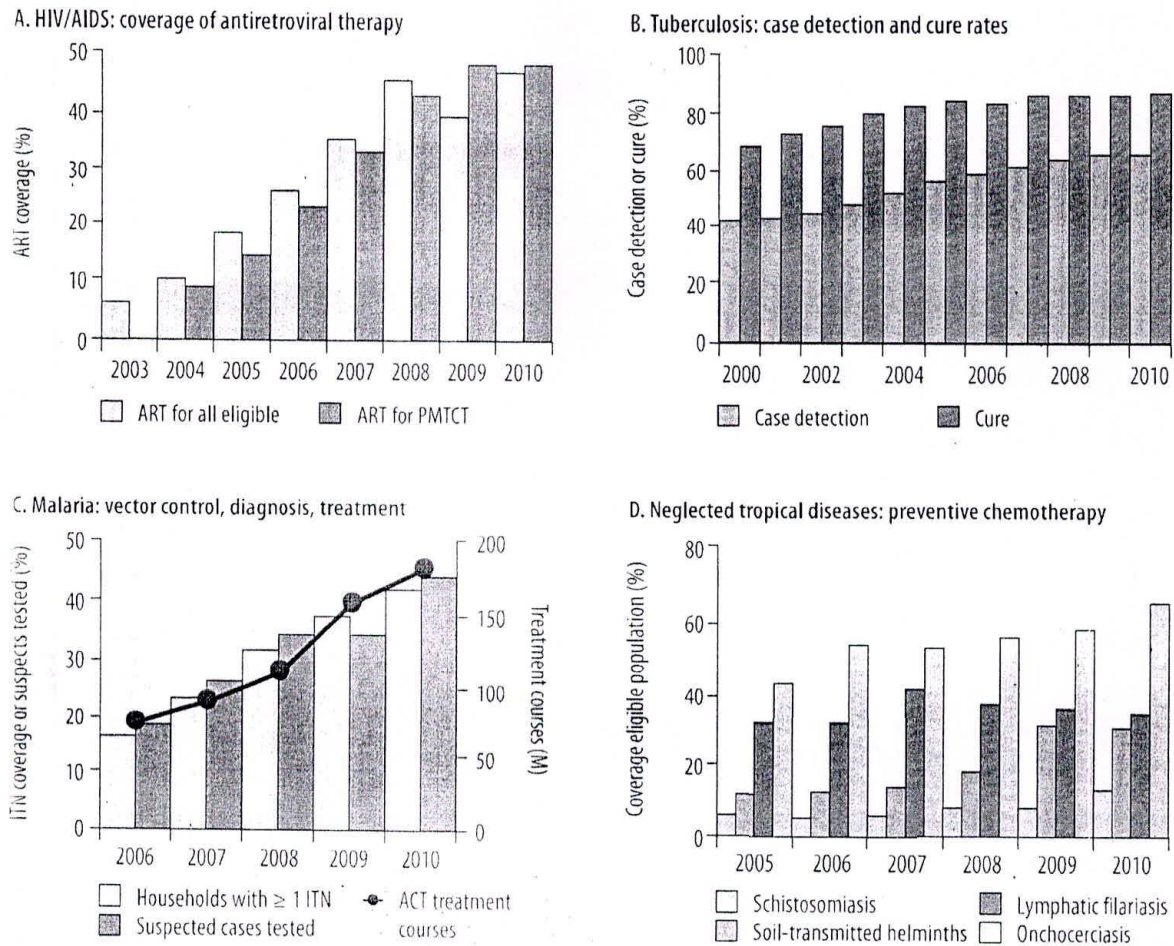 A. HIV/AIDS: coverage of antiretroviral therapy
ART coverage (%)
50
40
30
20
10
0
2003 2004 2005 2006 2007 2008 2009 2010
ART for all eligible ART for PMTCT
B. Tuberculosis: case detection and cure rates
Case detection or cure (%)
100
80
60
40
20
0
2000 2002 2004 2006 2008 2010
Case detection Cure
C. Malaria: vector control, diagnosis, treatment
ITN coverage or suspects tested (%)
50
40
30
20
10
0
200
150
100
50
0
Treatment courses (M)
2006 2007 2008 2009 2010
Households with ≥ 1 ITN ACT treatment
Suspected cases tested courses
D. Neglected tropical diseases: preventive chemotherapy
Coverage eligible population (%)
80
60
40
20
0
2005 2006 2007 2008 2009 2010
Schistosomiasis Lymphatic filariasis
Soil-transmitted helminths Onchocerciasis